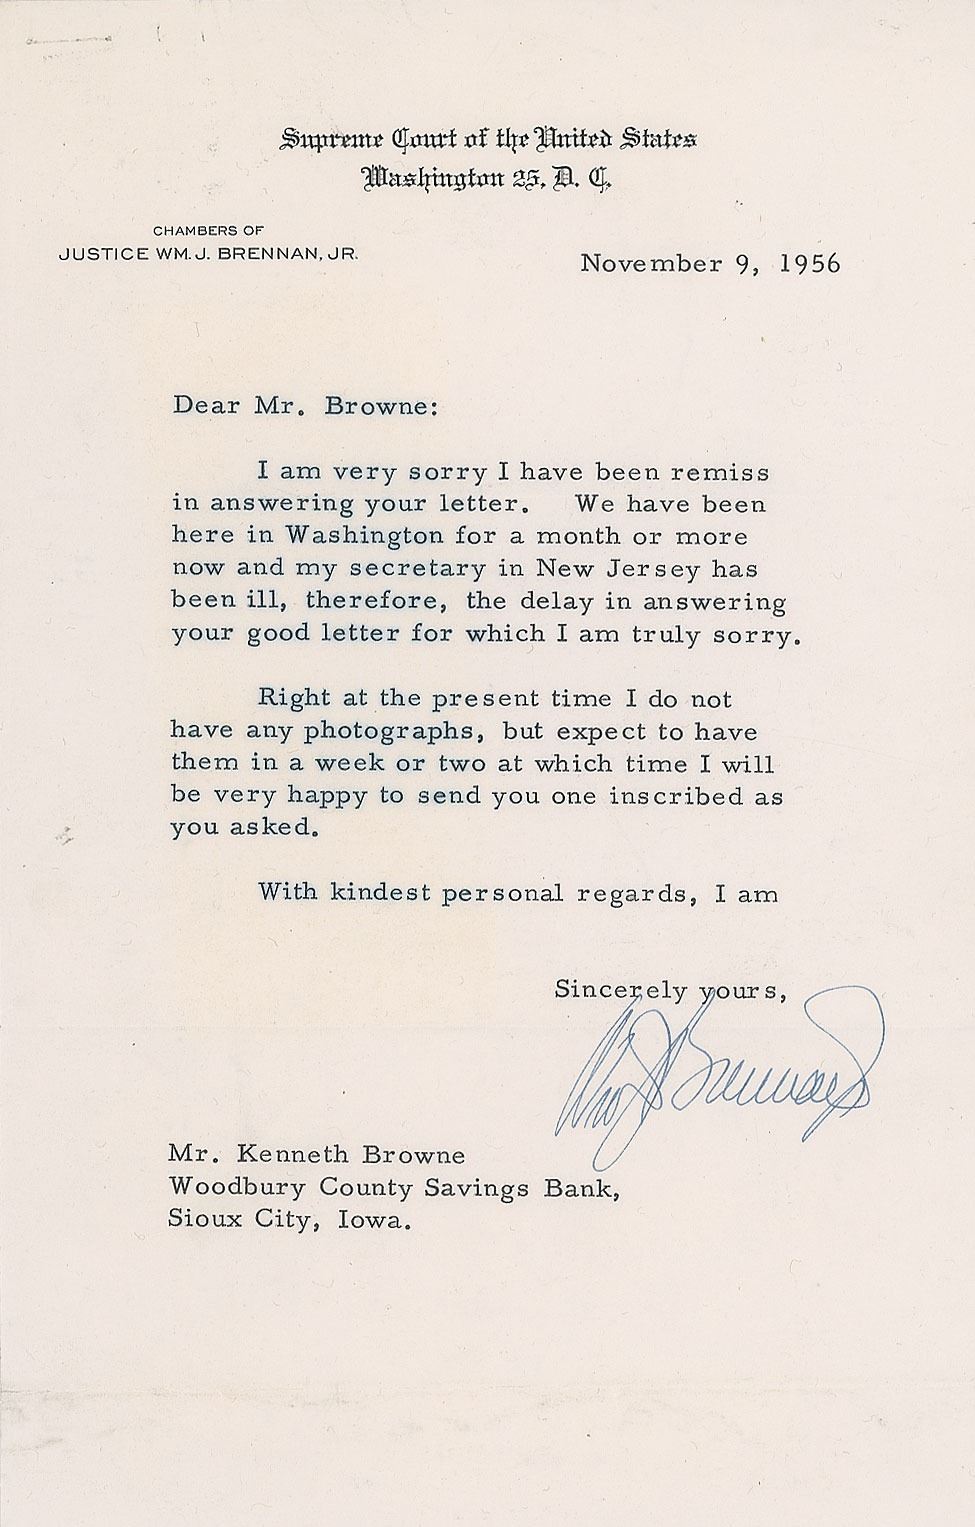 Supreme Court of the United States
Washington 25, D. C.
CHAMBERS OF
JUSTICE WM. J. BRENNAN, JR.
November 9, 1956
Dear Mr. Browne:
I am very sorry I have been remiss
in answering your letter. We have been
here in Washington for a month or more
now and my secretary in New Jersey has
been ill, therefore, the delay in answering
your good letter for which I am truly sorry.
Right at the present time I do not
have any photographs, but expect to have
them in a week or two at which time I will
be very happy to send you one inscribed as
you asked.
With kindest personal regards, I am
Sincerely yours,
Wm J Brennan Jr
Mr. Kenneth Browne
Woodbury County Savings Bank,
Sioux City, Iowa.